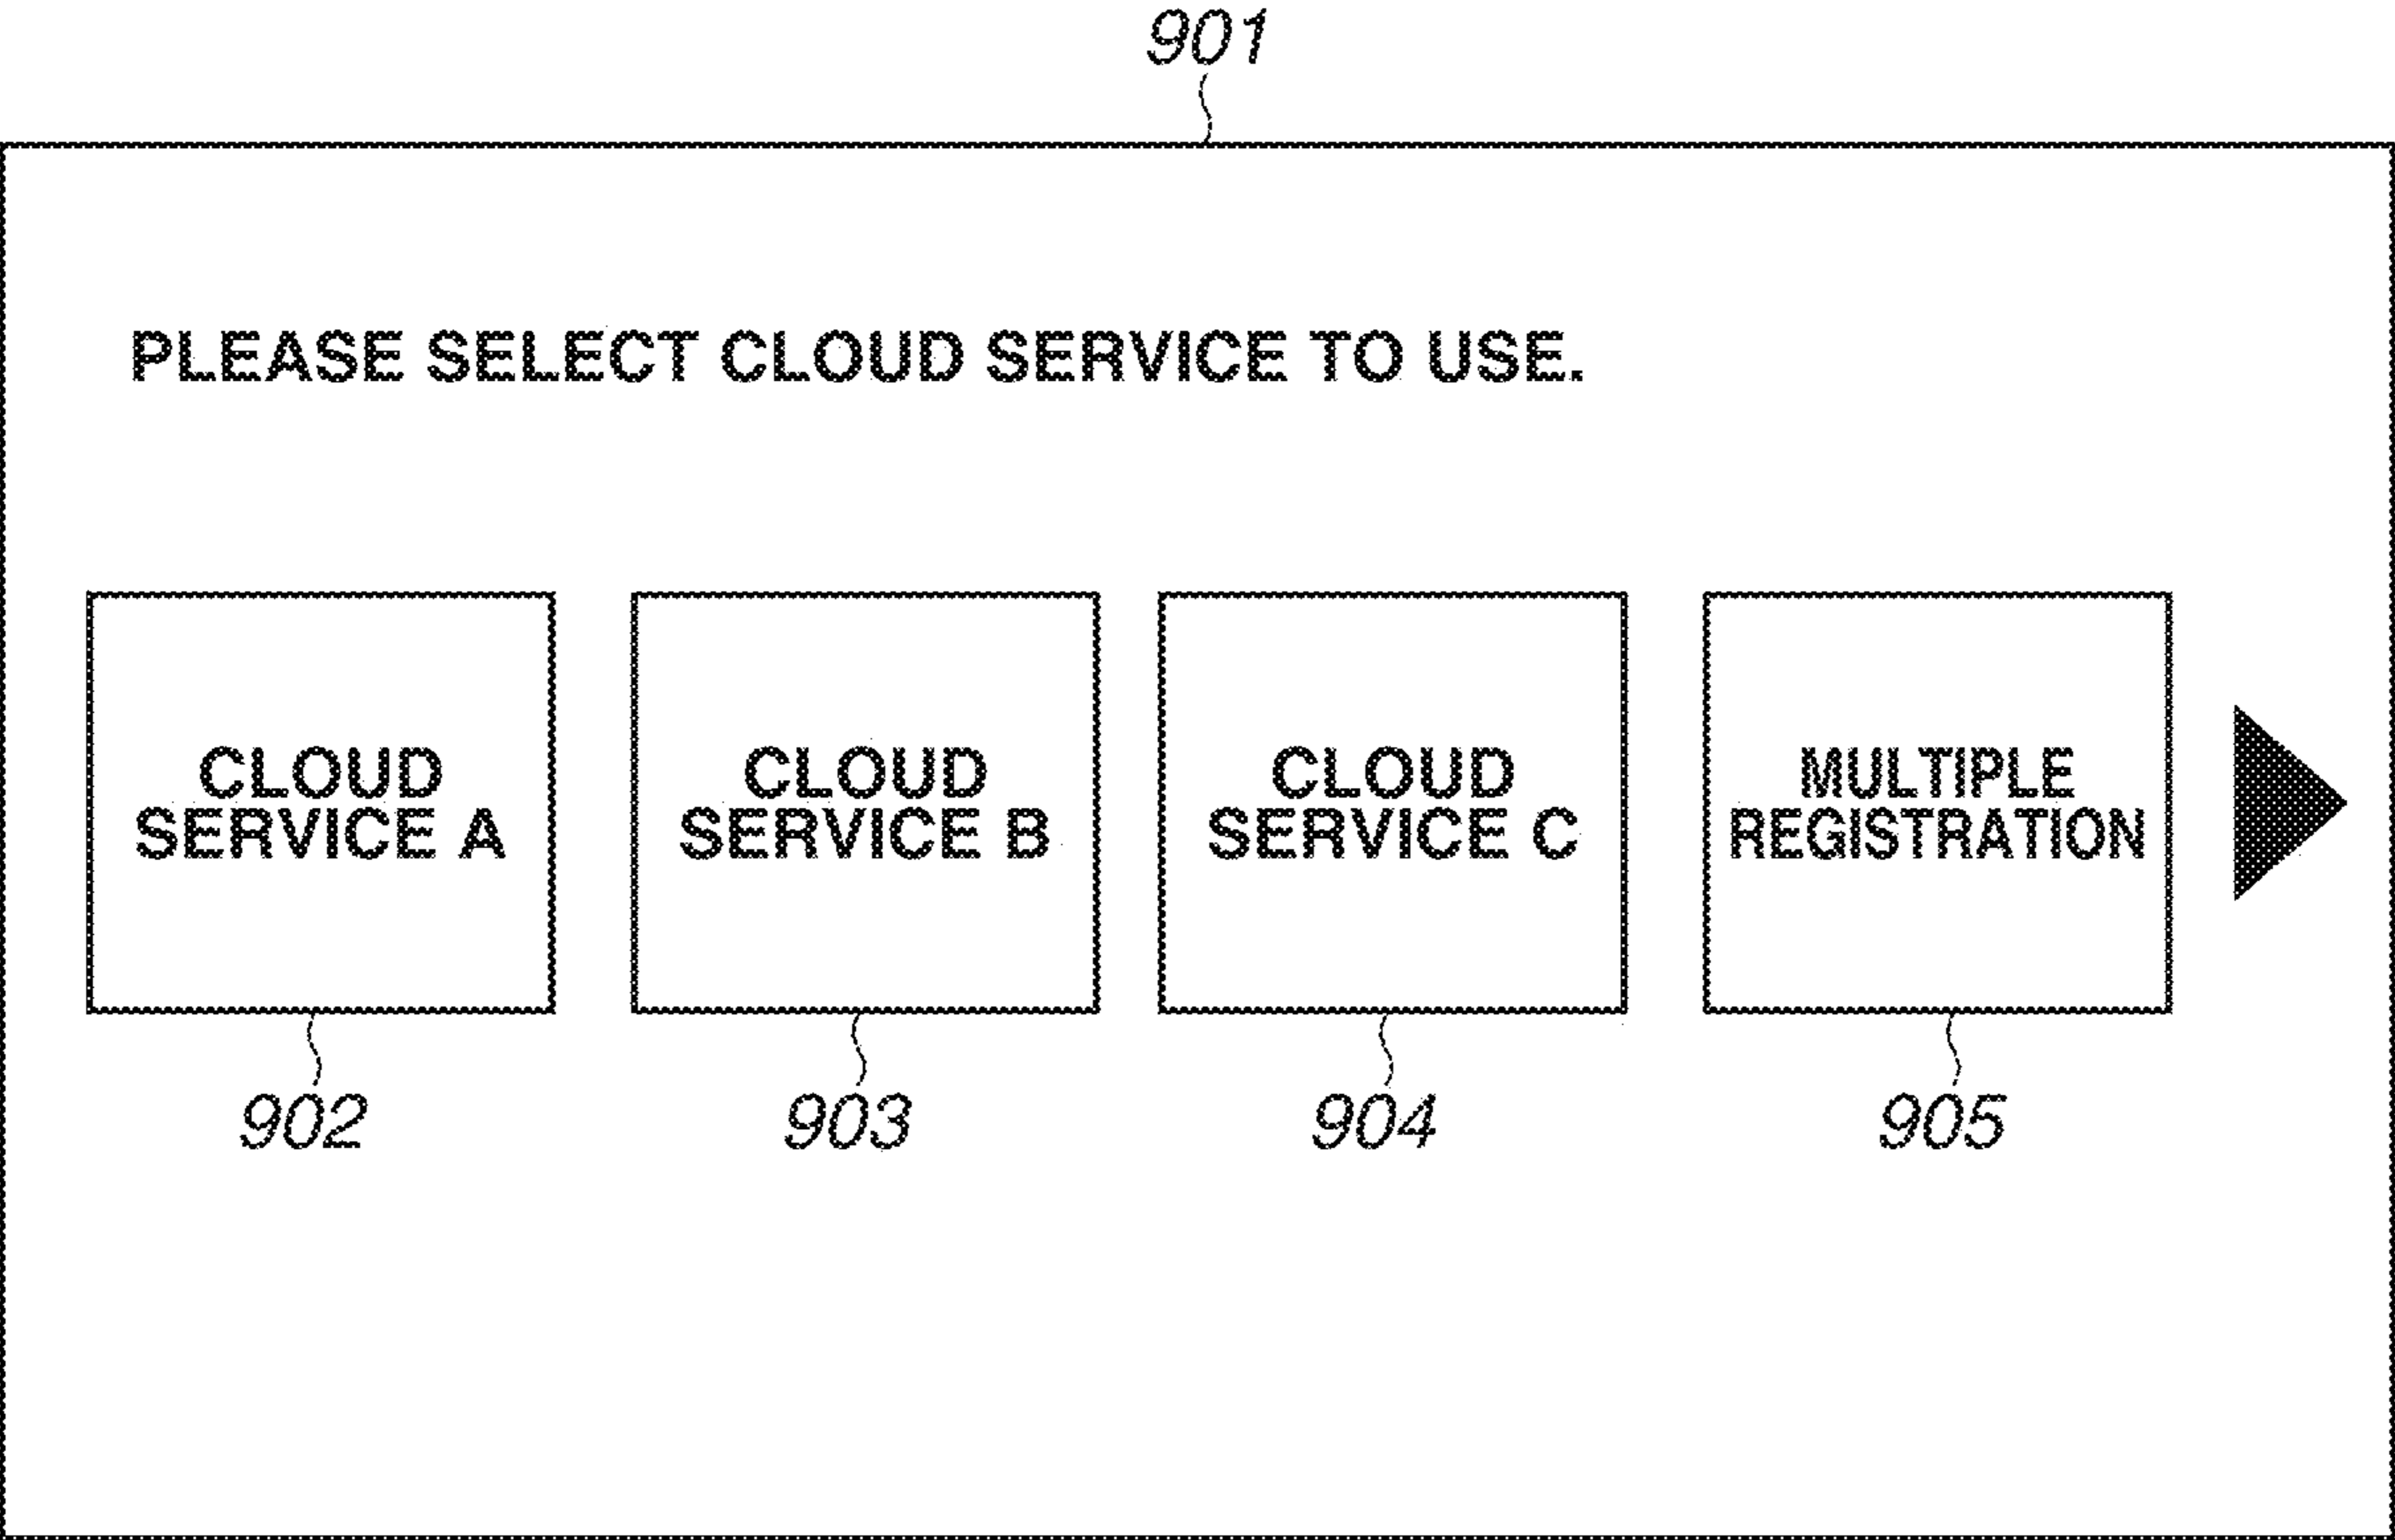 901
PLEASE SELECT CLOUD SERVICE TO USE.
CLOUD
SERVICE A
CLOUD
SERVICE B
CLOUD
SERVICE C
MULTIPLE
REGISTRATION
902
903
904
905